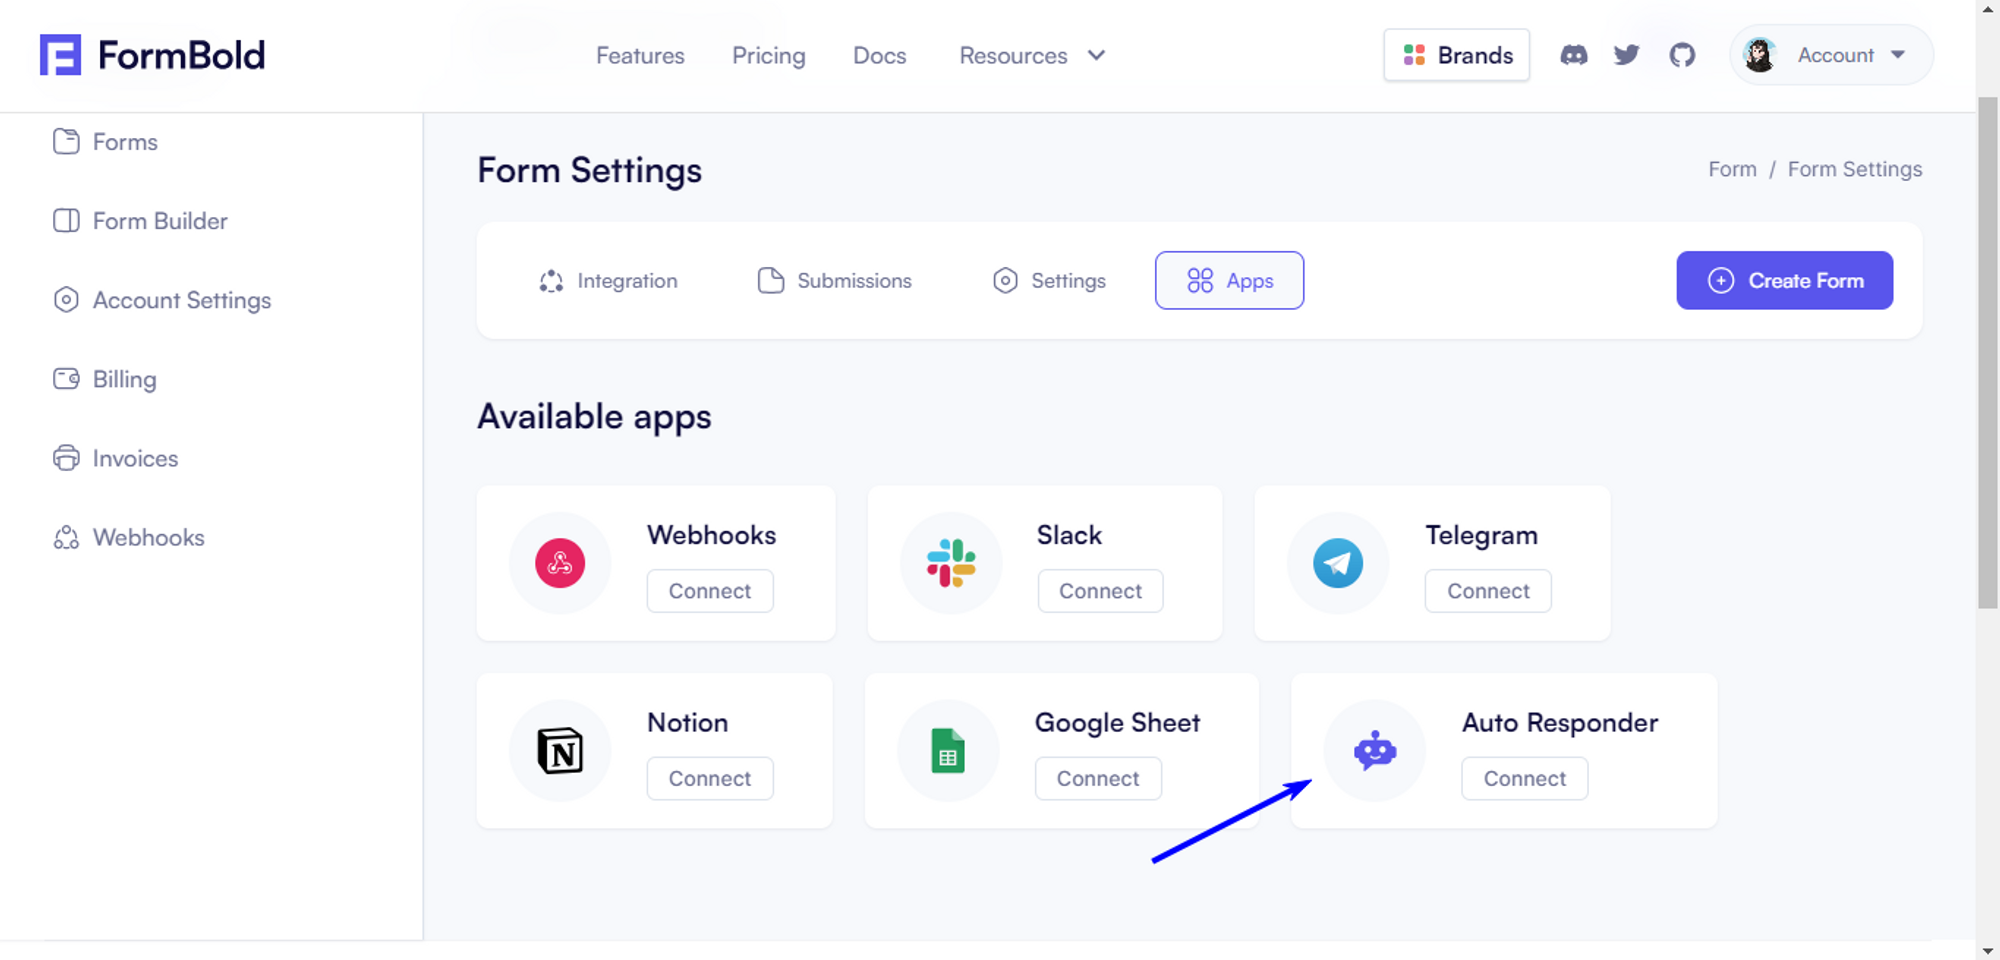 FormBold
Features Pricing Docs Resources
Brands
Account
Forms
Form Builder
Account Settings
Billing
Invoices
Webhooks
Form Settings
Form / Form Settings
Integration Submissions Settings Apps
Create Form
Available apps
Webhooks
Connect
Slack
Connect
Telegram
Connect
N
Notion
Connect
Google Sheet
Connect
Auto Responder
Connect